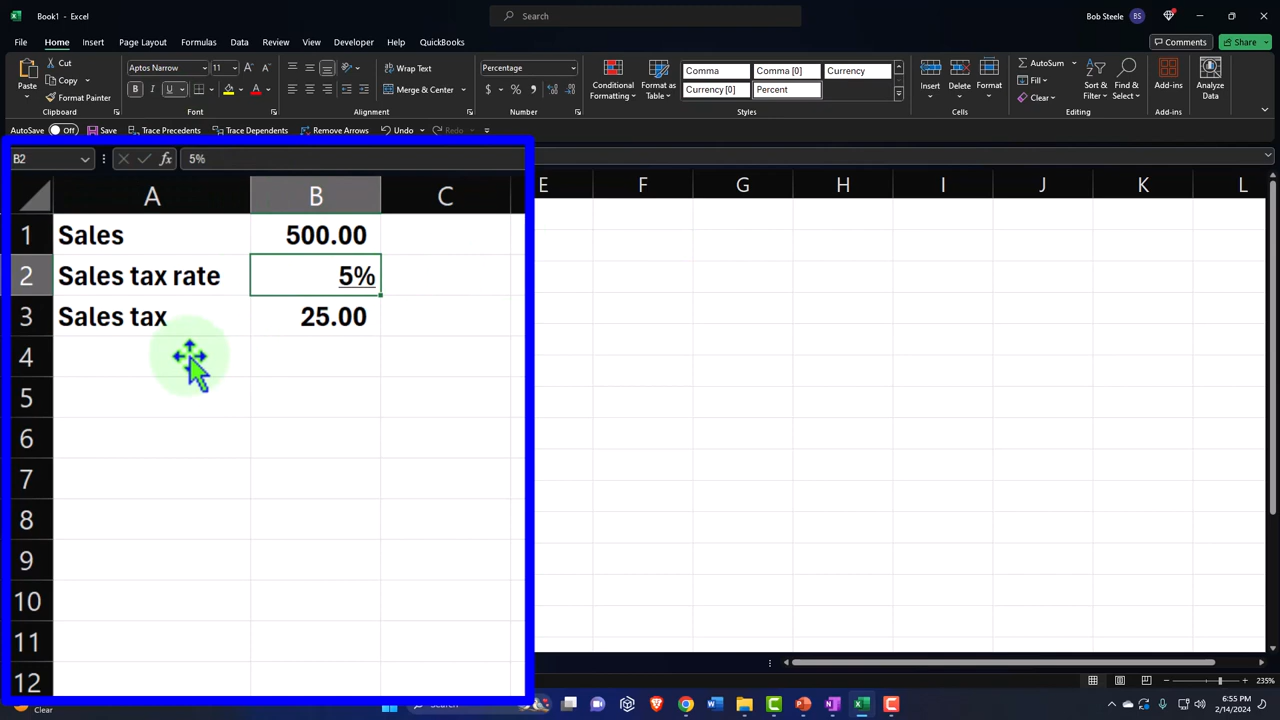 Book1 - Excel
Search
Bob Steele BS
File Home Insert Page Layout Formulas Data Review View Developer Help QuickBooks
Comments Share
Cut
Copy
Format Painter
Paste
Clipboard
Aptos Narrow 11
B I U
Font
Wrap Text
Merge & Center
Alignment
Percentage
Number
Conditional Formatting
Format as Table
Comma Comma [0] Currency
Currency [0] Percent
Styles
Insert Delete Format
Cells
AutoSum
Fill
Clear
Sort & Filter
Find & Select
Editing
Add-ins
Add-ins
Analyze Data
AutoSave Off Save Trace Precedents Trace Dependents Remove Arrows Undo Redo
B2 fx 5%
A B C E F G H I J K L
1 Sales 500.00
2 Sales tax rate 5%
3 Sales tax 25.00
4
5
6
7
8
9
10
11
12
235%
Clear
Search
6:55 PM
2/14/2024